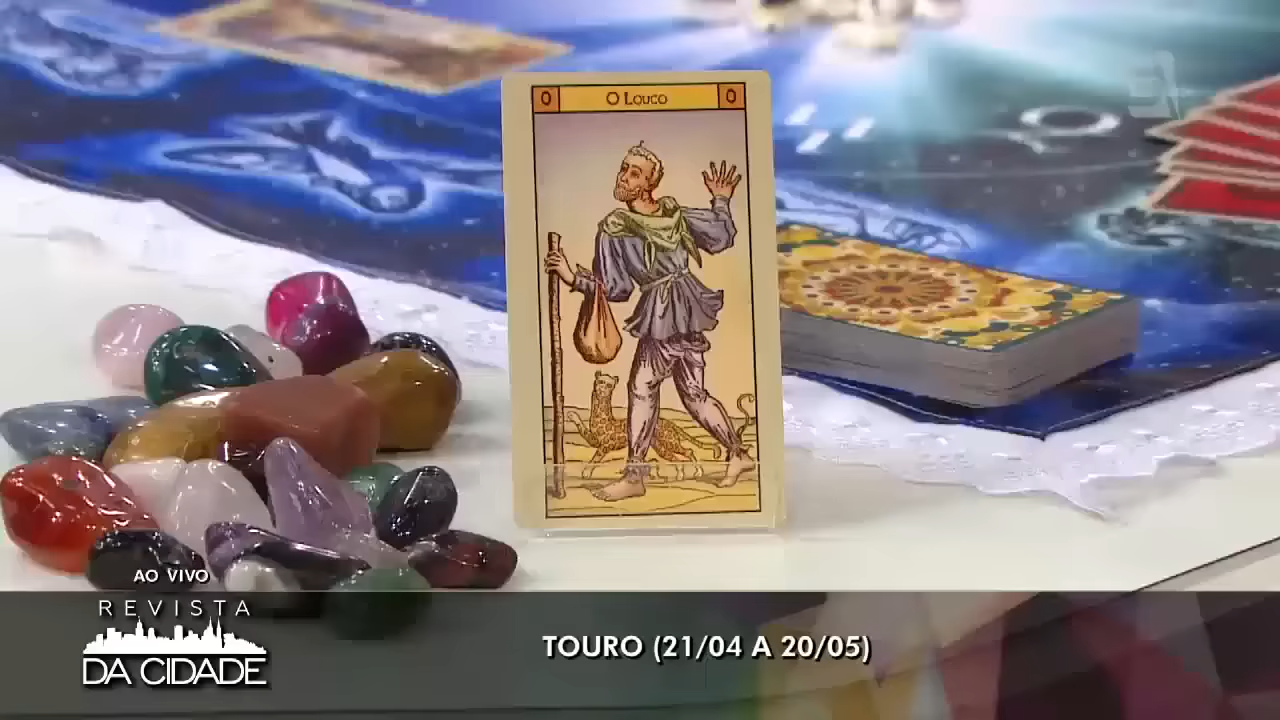 0 O Louco 0
AO VIVO
REVISTA
DA CIDADE
TOURO (21/04 A 20/05)